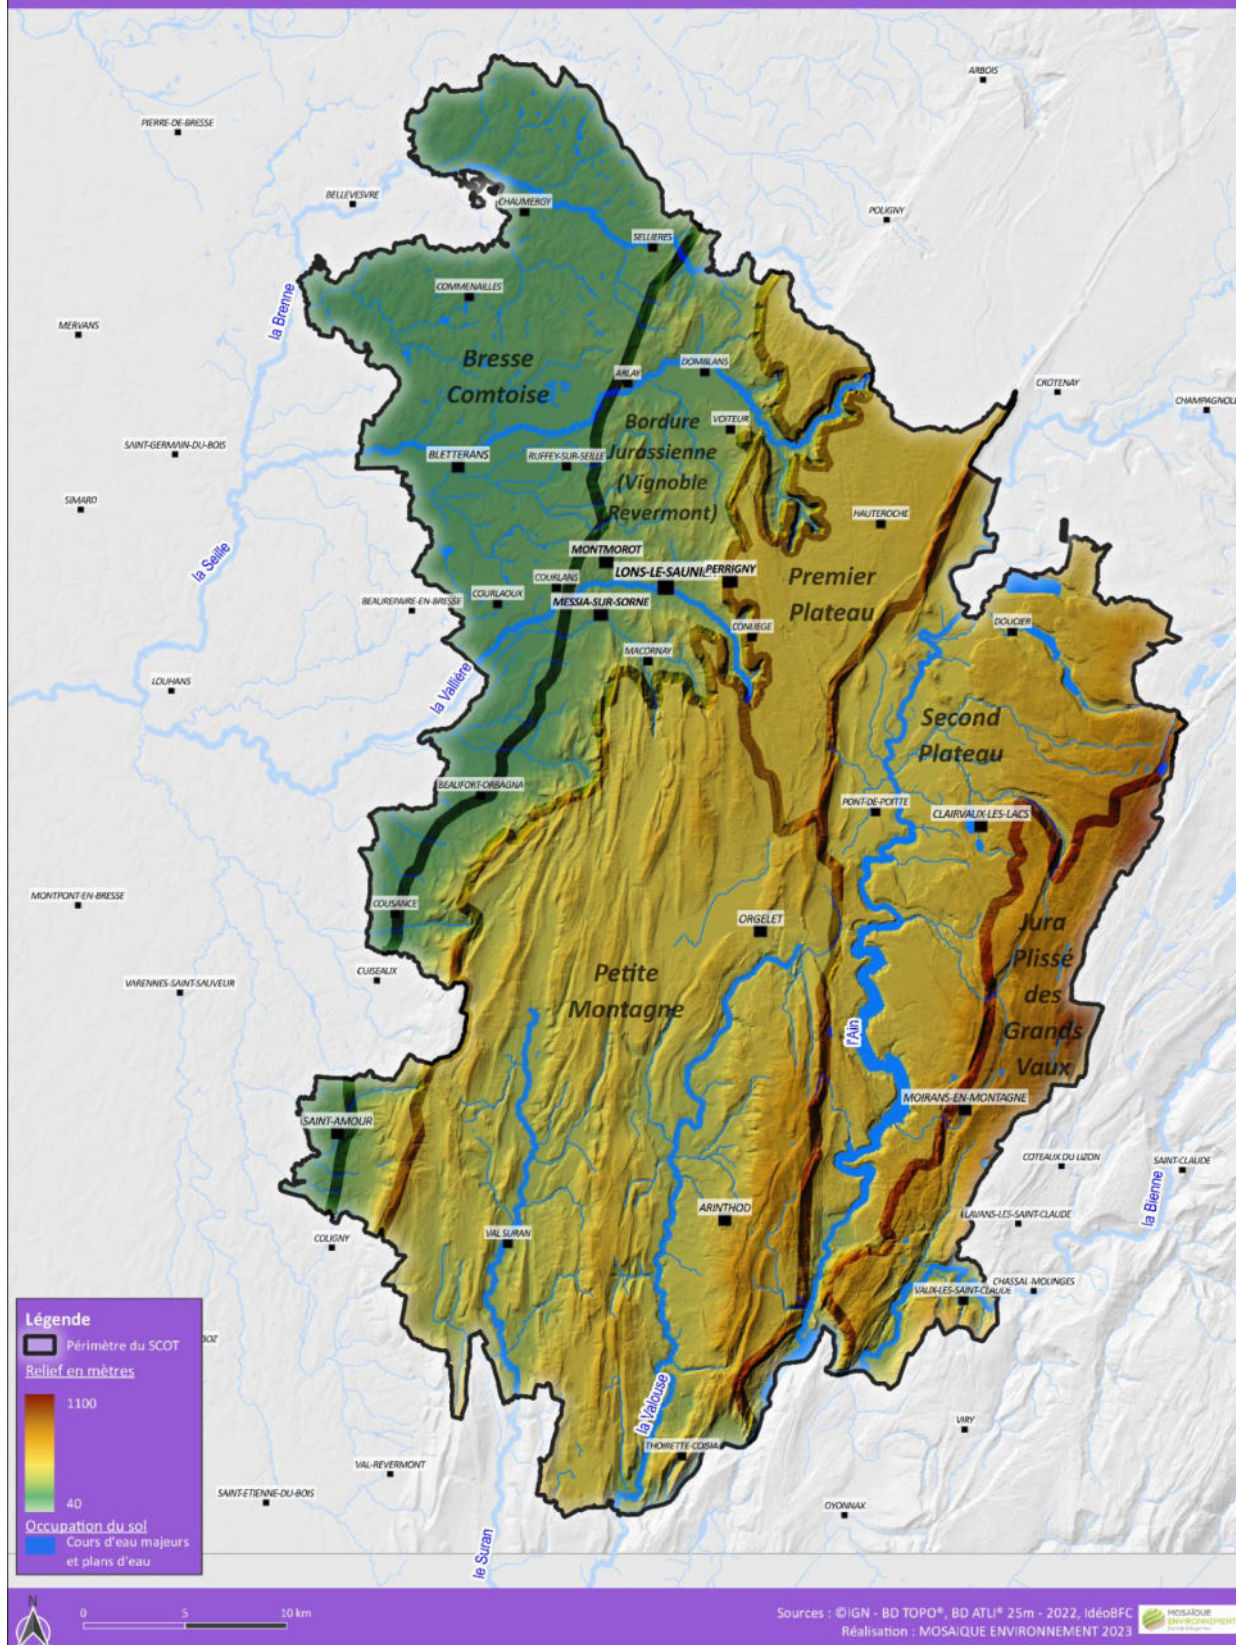 ARBOIS
PIERRE-DE-BRESSE
BELLEVESVRE
CHAUMERGY
POLIGNY
SELLIERES
COMMENAILLES
la Brenne
MERVANS
Bresse
Comtoise
DOMBLANS
ARLAY
CROTENAY
CHAMPAGNOLE
Bordure
Jurassienne
(Vignoble
Revermont)
VOITEUR
SAINT-GERMAIN-DU-BOIS
BLETTERANS
RUFFEY-SUR-SEILLE
SIMARD
HAUTEROCHE
la Seille
MONTMOROT
LONS-LE-SAUNIE
PERRIGNY
COURLANS
Premier
Plateau
BEAUREPAIRE-EN-BRESSE
COURLAOUX
MESSIA-SUR-SORNE
CONLIEGE
DOUCIER
MACORNAY
LOUHANS
la Vallière
Second
Plateau
BEAUFORT-ORBAGNA
PONT-DE-POITTE
CLAIRVAUX-LES-LACS
MONTPONT-EN-BRESSE
COUSANCE
ORGELET
Jura
Plissé
des
Grands
Vaux
CUISEAUX
VARENNES-SAINT-SAUVEUR
Petite
Montagne
l'Ain
MOIRANS-EN-MONTAGNE
SAINT-AMOUR
COTEAUX DU LIZON
SAINT-CLAUDE
la Bienne
ARINTHOD
LAVANS-LES-SAINT-CLAUDE
COLIGNY
VAL SURAN
CHASSAL-MOLINGES
VAUX-LES-SAINT-CLAUDE
Légende
Périmètre du SCOT
Relief en mètres
1100
40
Occupation du sol
Cours d'eau majeurs
et plans d'eau
la Valouse
VIRY
THOIRETTE-COISIA
VAL-REVERMONT
SAINT-ETIENNE-DU-BOIS
OYONNAX
le Suran
N
0 5 10 km
Sources : ©IGN - BD TOPO®, BD ATLI® 25m - 2022, IdéoBFC
Réalisation : MOSAIQUE ENVIRONNEMENT 2023
MOSAÏQUE
ENVIRONNEMENT